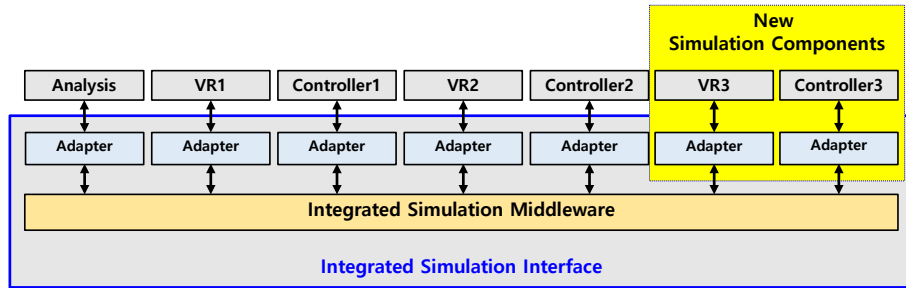 New
Simulation Components
Analysis VR1 Controller1 VR2 Controller2 VR3 Controller3
Adapter Adapter Adapter Adapter Adapter Adapter Adapter
Integrated Simulation Middleware
Integrated Simulation Interface